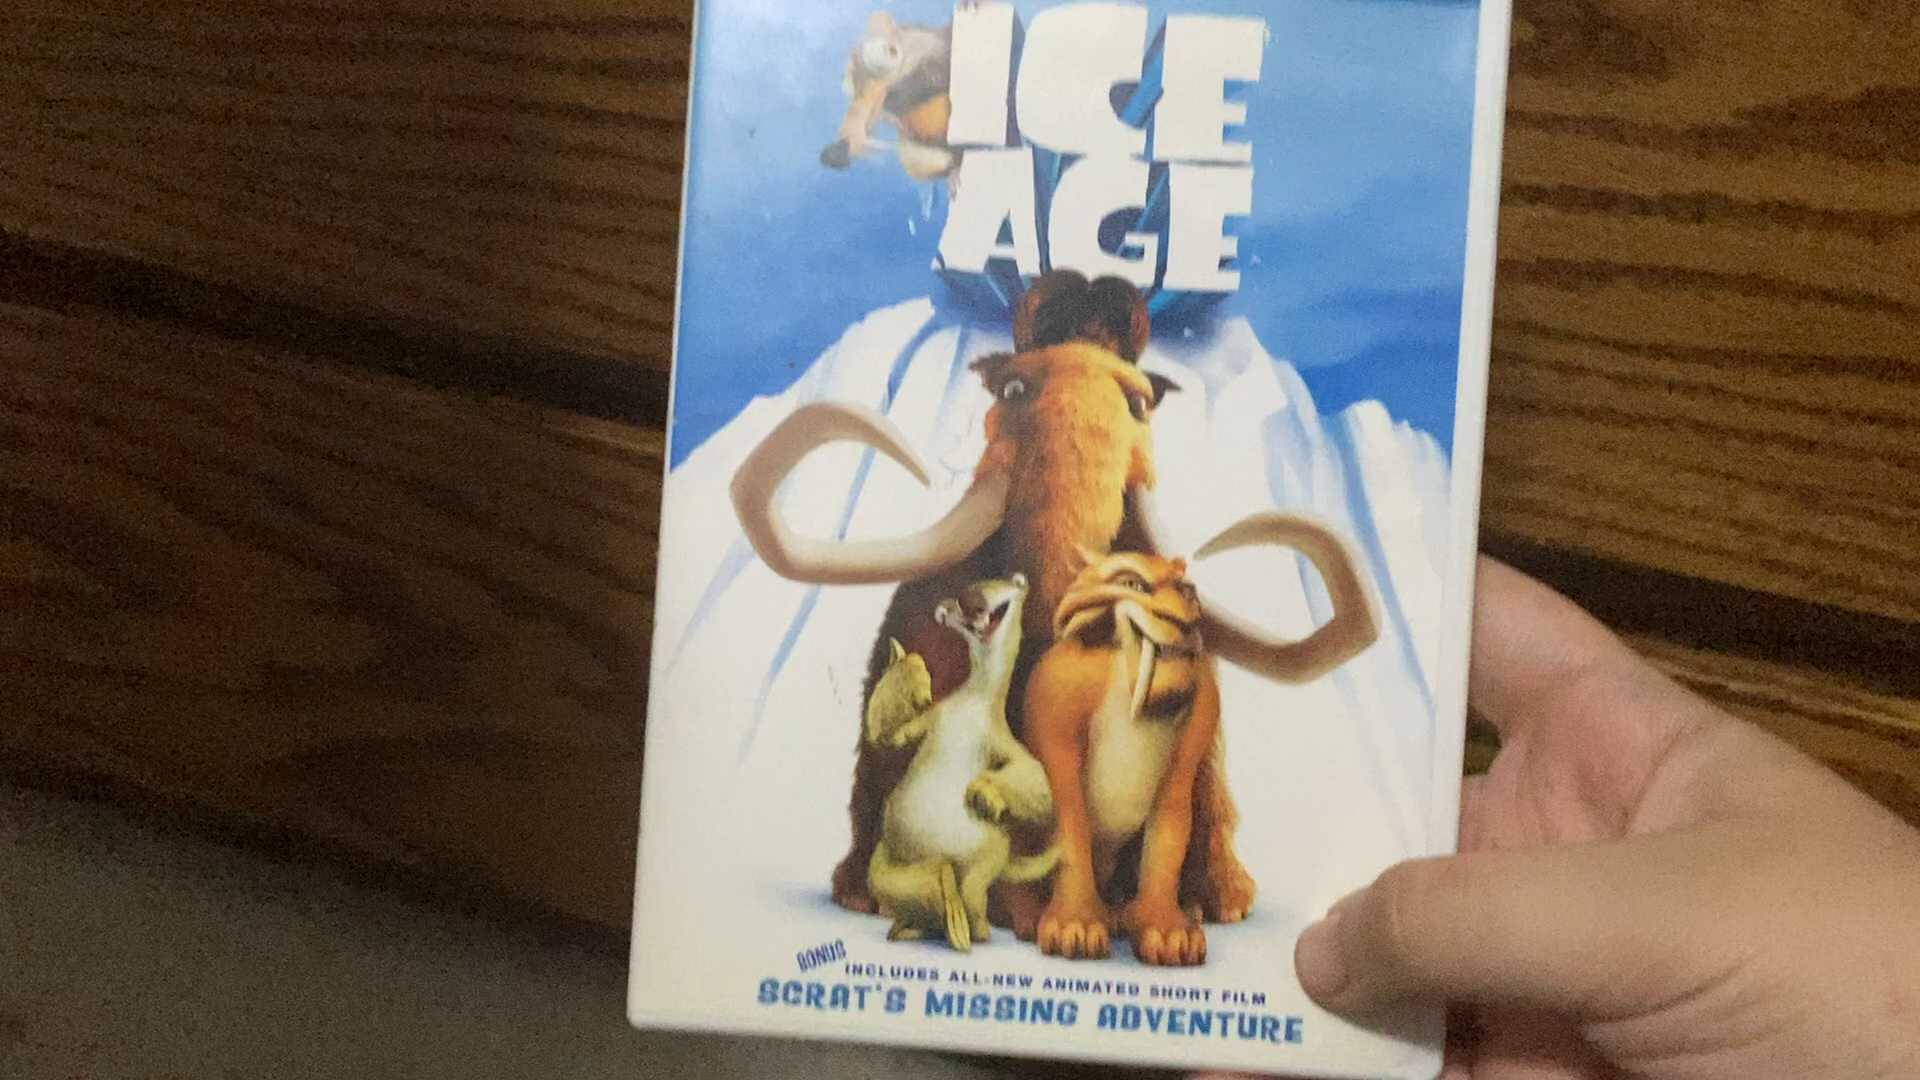 ICE
AGE
BONUS
INCLUDES ALL-NEW ANIMATED SHORT FILM
SCRAT'S MISSING ADVENTURE